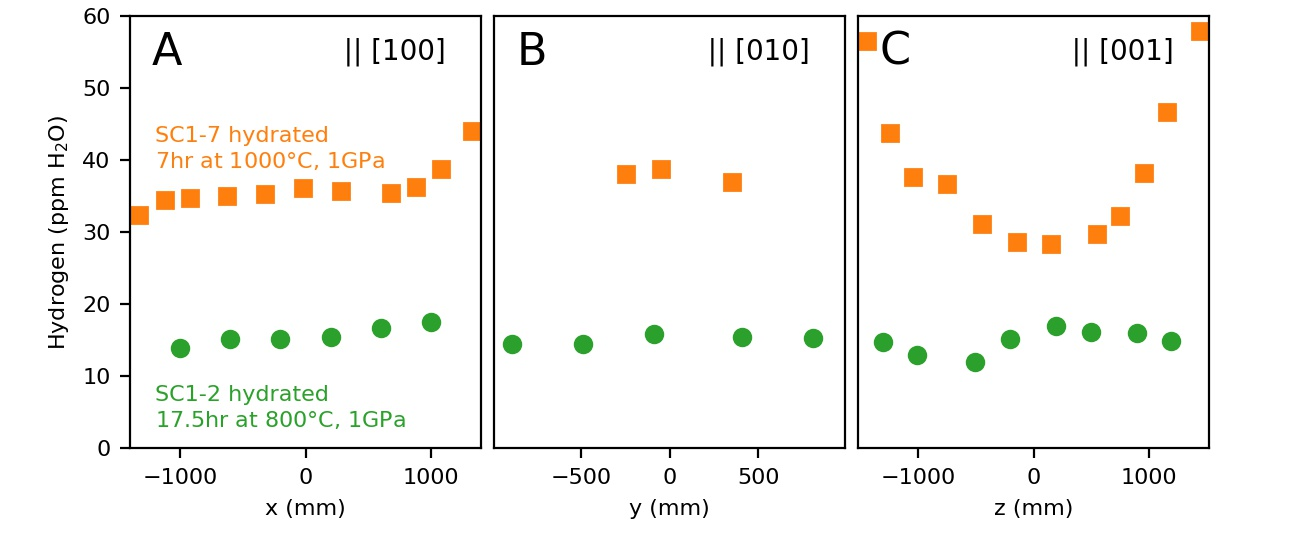 A
|| [100]
B
|| [010]
C
|| [001]
60
50
40
30
20
10
0
Hydrogen (ppm H₂O)
SC1-7 hydrated
7hr at 1000°C, 1GPa
SC1-2 hydrated
17.5hr at 800°C, 1GPa
−1000
0
1000
x (mm)
−500
0
500
y (mm)
−1000
0
1000
z (mm)